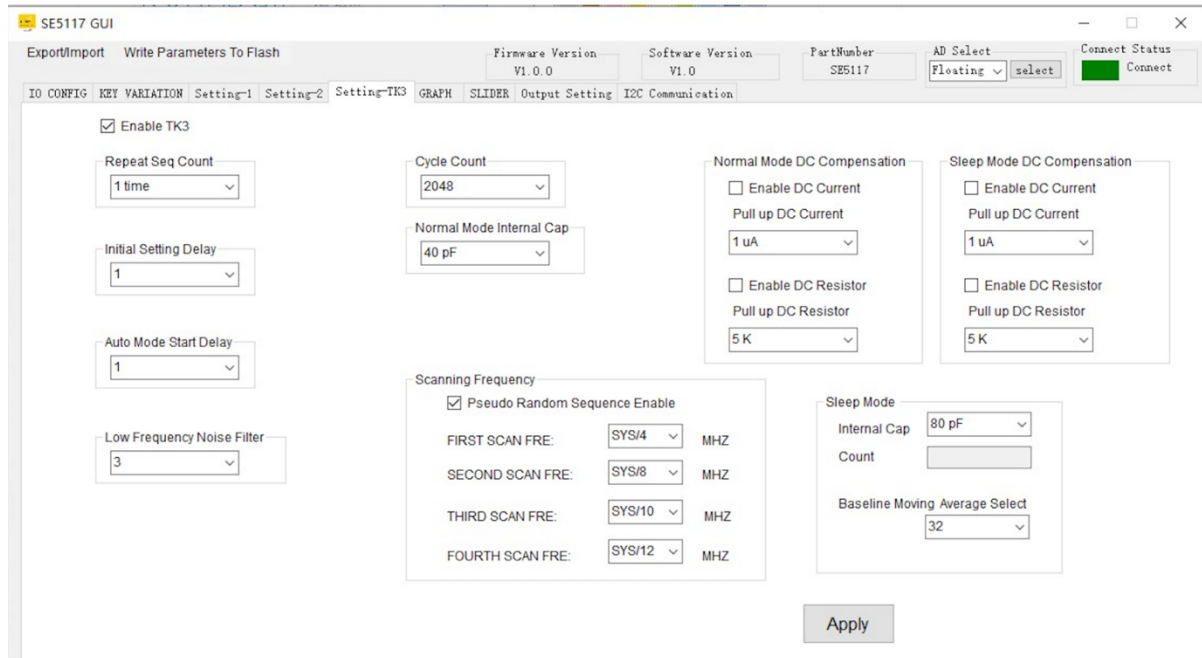 SE5117 GUI
Export/Import Write Parameters To Flash
Firmware Version
V1.0.0
Software Version
V1.0
PartNumber
SE5117
AD Select
Floating select
Connect Status
Connect
IO CONFIG KEY VARIATION Setting-1 Setting-2 Setting-TK3 GRAPH SLIDER Output Setting I2C Communication
Enable TK3
Repeat Seq Count
1 time
Initial Setting Delay
1
Auto Mode Start Delay
1
Low Frequency Noise Filter
3
Cycle Count
2048
Normal Mode Internal Cap
40 pF
Normal Mode DC Compensation
Enable DC Current
Pull up DC Current
1 uA
Enable DC Resistor
Pull up DC Resistor
5 K
Sleep Mode DC Compensation
Enable DC Current
Pull up DC Current
1 uA
Enable DC Resistor
Pull up DC Resistor
5 K
Scanning Frequency
Pseudo Random Sequence Enable
FIRST SCAN FRE: SYS/4 MHZ
SECOND SCAN FRE: SYS/8 MHZ
THIRD SCAN FRE: SYS/10 MHZ
FOURTH SCAN FRE: SYS/12 MHZ
Sleep Mode
Internal Cap 80 pF
Count
Baseline Moving Average Select
32
Apply